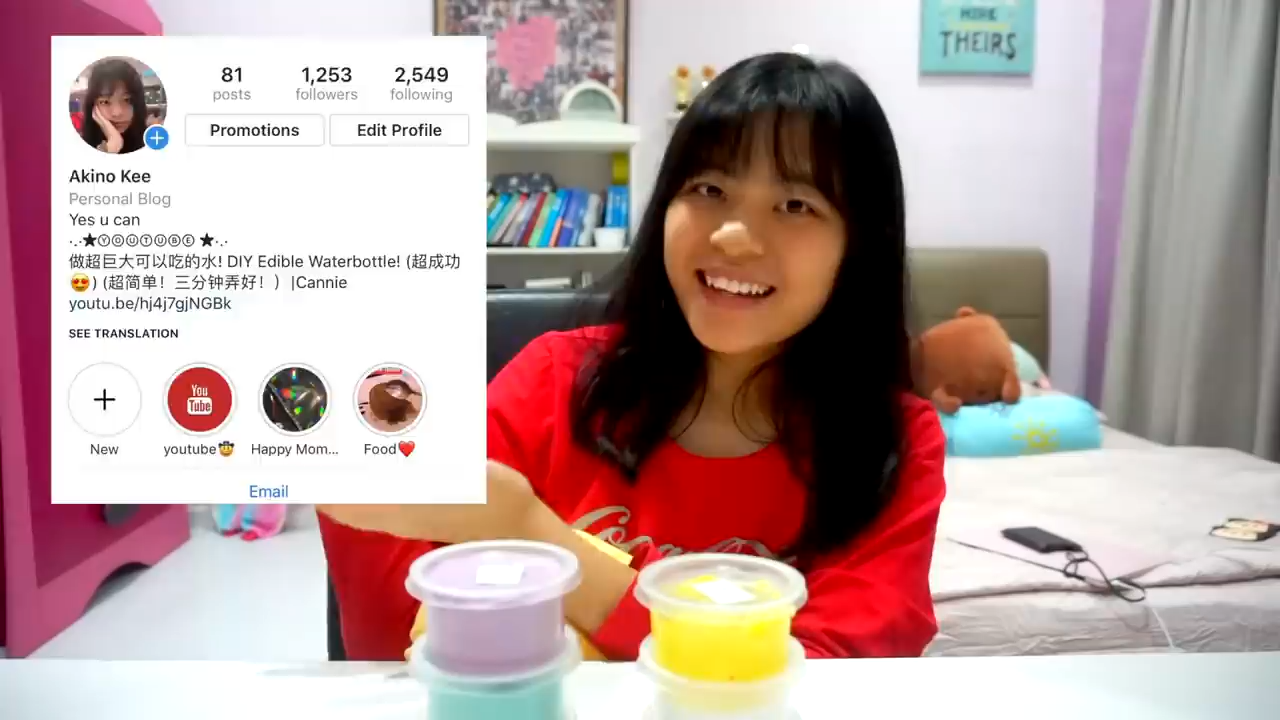 81
1,253
2,549
posts
followers
following
Promotions
Edit Profile
Akino Kee
Personal Blog
Yes u can
·.·★ⓎⓄⓊⓉⓊⒷⒺ ★·.·
做超巨大可以吃的水! DIY Edible Waterbottle! (超成功
😍) (超简单！三分钟弄好！) |Cannie
youtu.be/hj4j7gjNGBk
SEE TRANSLATION
You
Tube
New
youtube🤠
Happy Mom...
Food❤️
Email
THEIRS